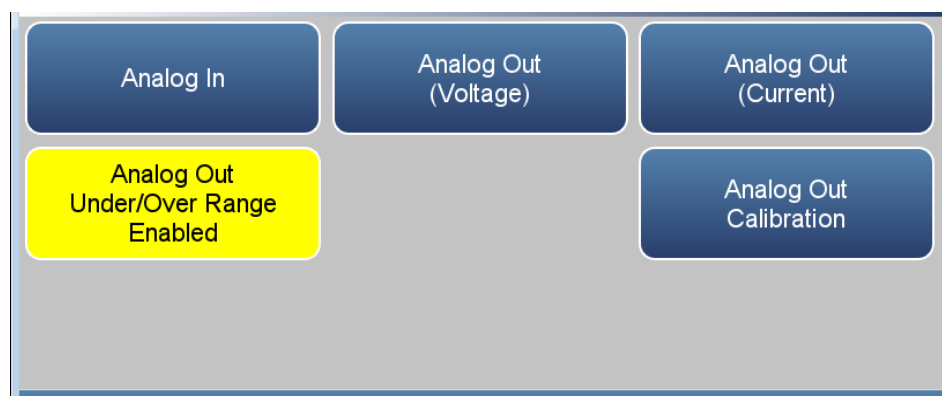 Analog In
Analog Out
(Voltage)
Analog Out
(Current)
Analog Out
Under/Over Range
Enabled
Analog Out
Calibration